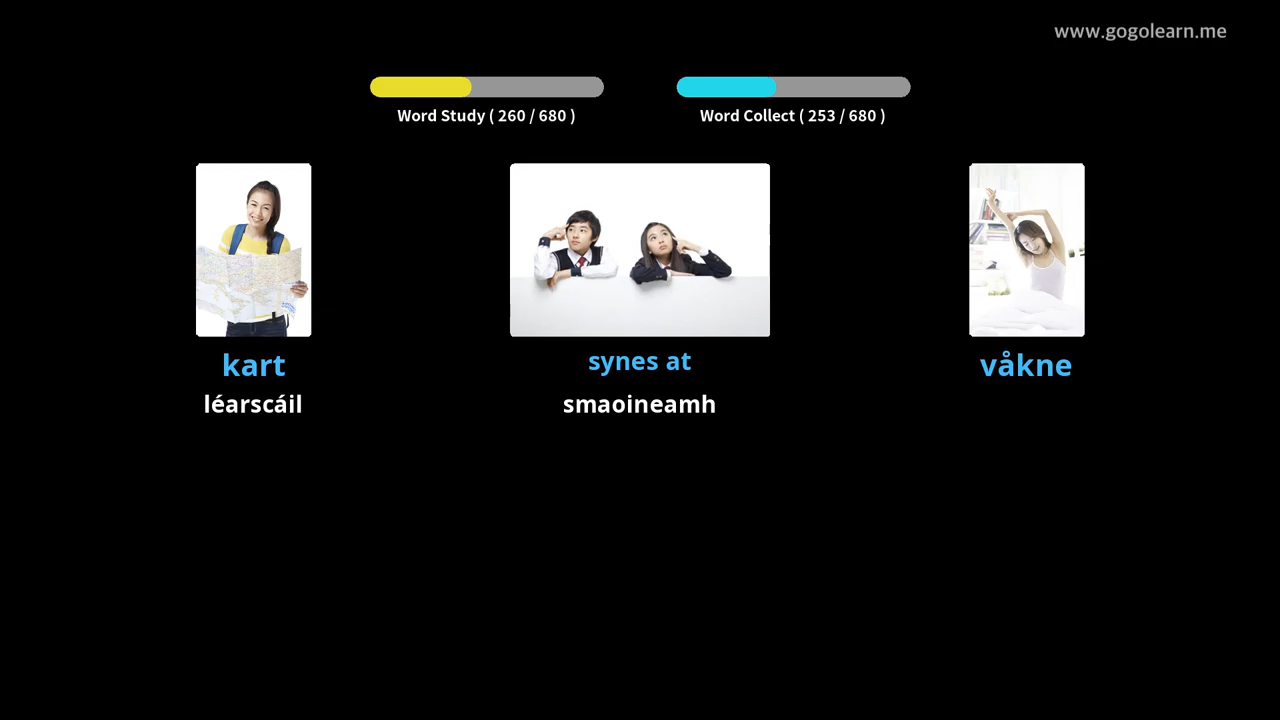 www.gogolearn.me
Word Study ( 260 / 680 )
Word Collect ( 253 / 680 )
kart
synes at
våkne
léarscáil
smaoineamh